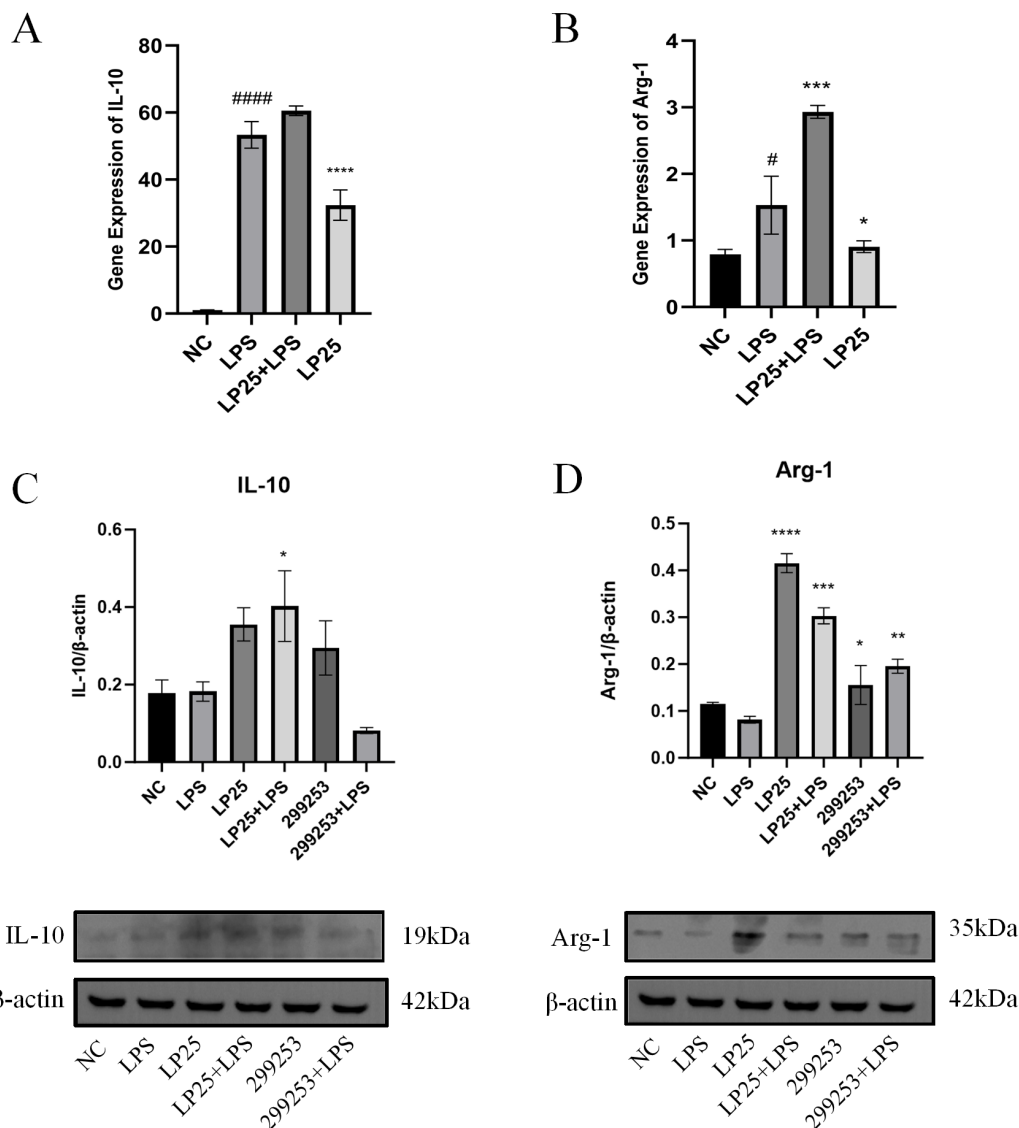 A
Gene Expression of IL-10
80
60
40
20
0
####
****
NC
LPS
LP25+LPS
LP25
B
Gene Expression of Arg-1
4
3
2
1
0
#
***
*
NC
LPS
LP25+LPS
LP25
C
IL-10
IL-10/β-actin
0.6
0.4
0.2
0.0
*
NC
LPS
LP25
LP25+LPS
299253
299253+LPS
D
Arg-1
Arg-1/β-actin
0.5
0.4
0.3
0.2
0.1
0.0
****
***
*
**
NC
LPS
LP25
LP25+LPS
299253
299253+LPS
IL-10
19kDa
β-actin
42kDa
NC
LPS
LP25
LP25+LPS
299253
299253+LPS
Arg-1
35kDa
β-actin
42kDa
NC
LPS
LP25
LP25+LPS
299253
299253+LPS